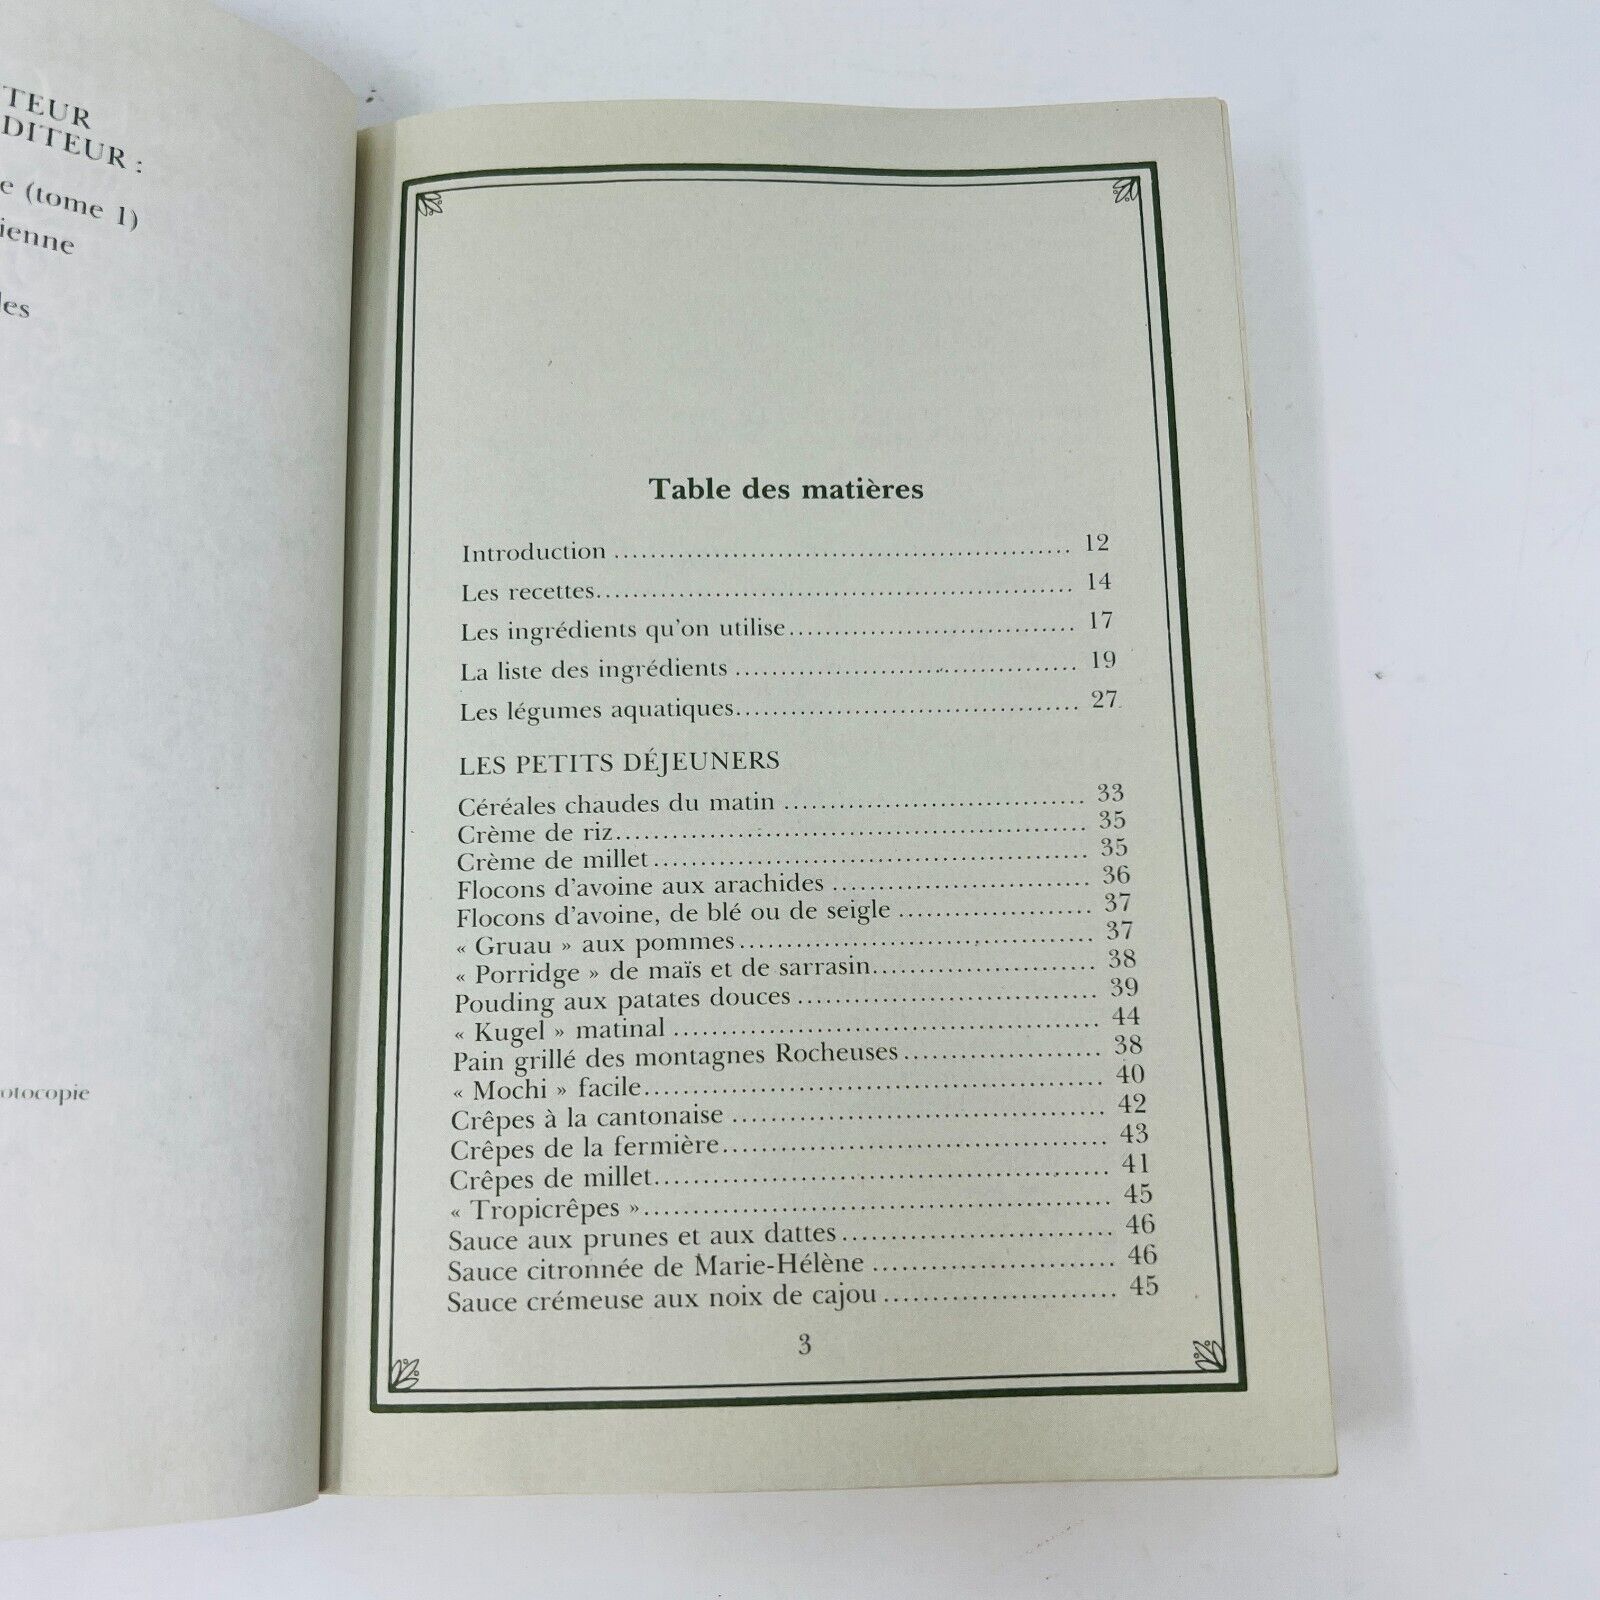 TEUR
DITEUR :
e (tome 1)
ienne
les
otocopie
Table des matières
Introduction .................................................. 12
Les recettes.................................................... 14
Les ingrédients qu'on utilise............................... 17
La liste des ingrédients ..................................... 19
Les légumes aquatiques..................................... 27
LES PETITS DÉJEUNERS
Céréales chaudes du matin ................................ 33
Crème de riz.................................................. 35
Crème de millet............................................... 35
Flocons d'avoine aux arachides ........................... 36
Flocons d'avoine, de blé ou de seigle .................... 37
« Gruau » aux pommes...................................... 37
« Porridge » de maïs et de sarrasin........................ 38
Pouding aux patates douces................................ 39
« Kugel » matinal ............................................. 44
Pain grillé des montagnes Rocheuses..................... 38
« Mochi » facile................................................ 40
Crêpes à la cantonaise ....................................... 42
Crêpes de la fermière......................................... 43
Crêpes de millet................................................ 41
« Tropicrêpes »................................................. 45
Sauce aux prunes et aux dattes............................. 46
Sauce citronnée de Marie-Hélène ......................... 46
Sauce crémeuse aux noix de cajou........................ 45
3